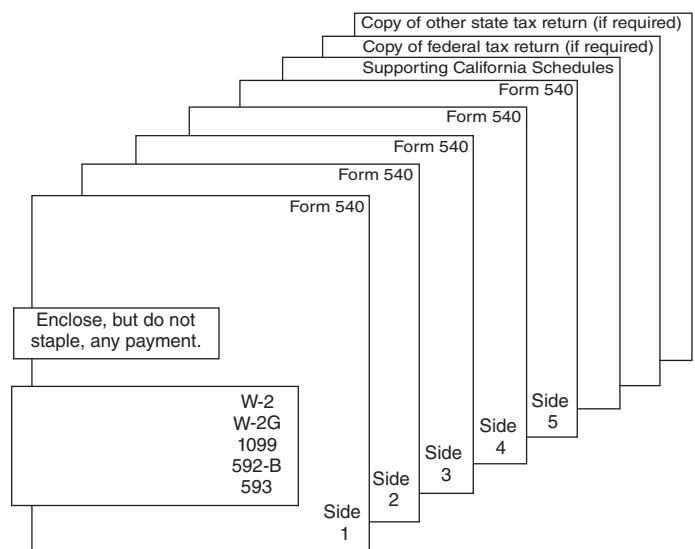 Copy of other state tax return (if required)
Copy of federal tax return (if required)
Supporting California Schedules
Form 540
Form 540
Form 540
Form 540
Form 540
Enclose, but do not
staple, any payment.
W-2
W-2G
1099
592-B
593
Side
1
Side
2
Side
3
Side
4
Side
5